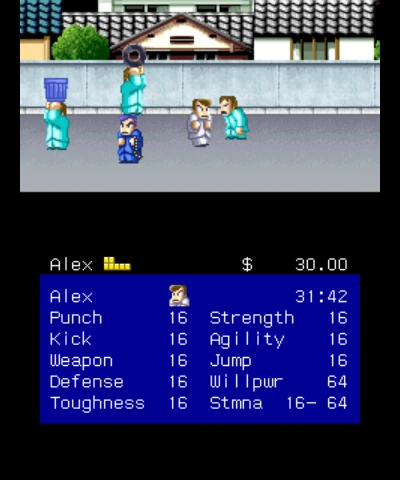 Alex $ 30.00
Alex 31:42
Punch 16 Strength 16
Kick 16 Agility 16
Weapon 16 Jump 16
Defense 16 Willpwr 64
Toughness 16 Stmna 16- 64